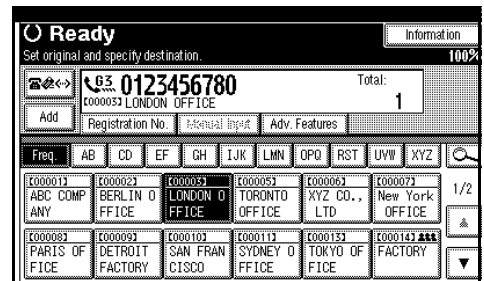 Ready
Information
Set original and specify destination.
100%
G3 0123456780
Total:
1
[00003] LONDON OFFICE
Add
Registration No.
Manual Input
Adv. Features
Freq.
AB
CD
EF
GH
IJK
LMN
OPQ
RST
UVW
XYZ
[00001]
ABC COMP
ANY
[00002]
BERLIN O
FFICE
[00003]
LONDON O
FFICE
[00005]
TORONTO
OFFICE
[00006]
XYZ CO.,
LTD
[00007]
New York
OFFICE
1/2
[00008]
PARIS OF
FICE
[00009]
DETROIT
FACTORY
[00010]
SAN FRAN
CISCO
[00011]
SYDNEY O
FFICE
[00013]
TOKYO OF
FICE
[00014]
FACTORY